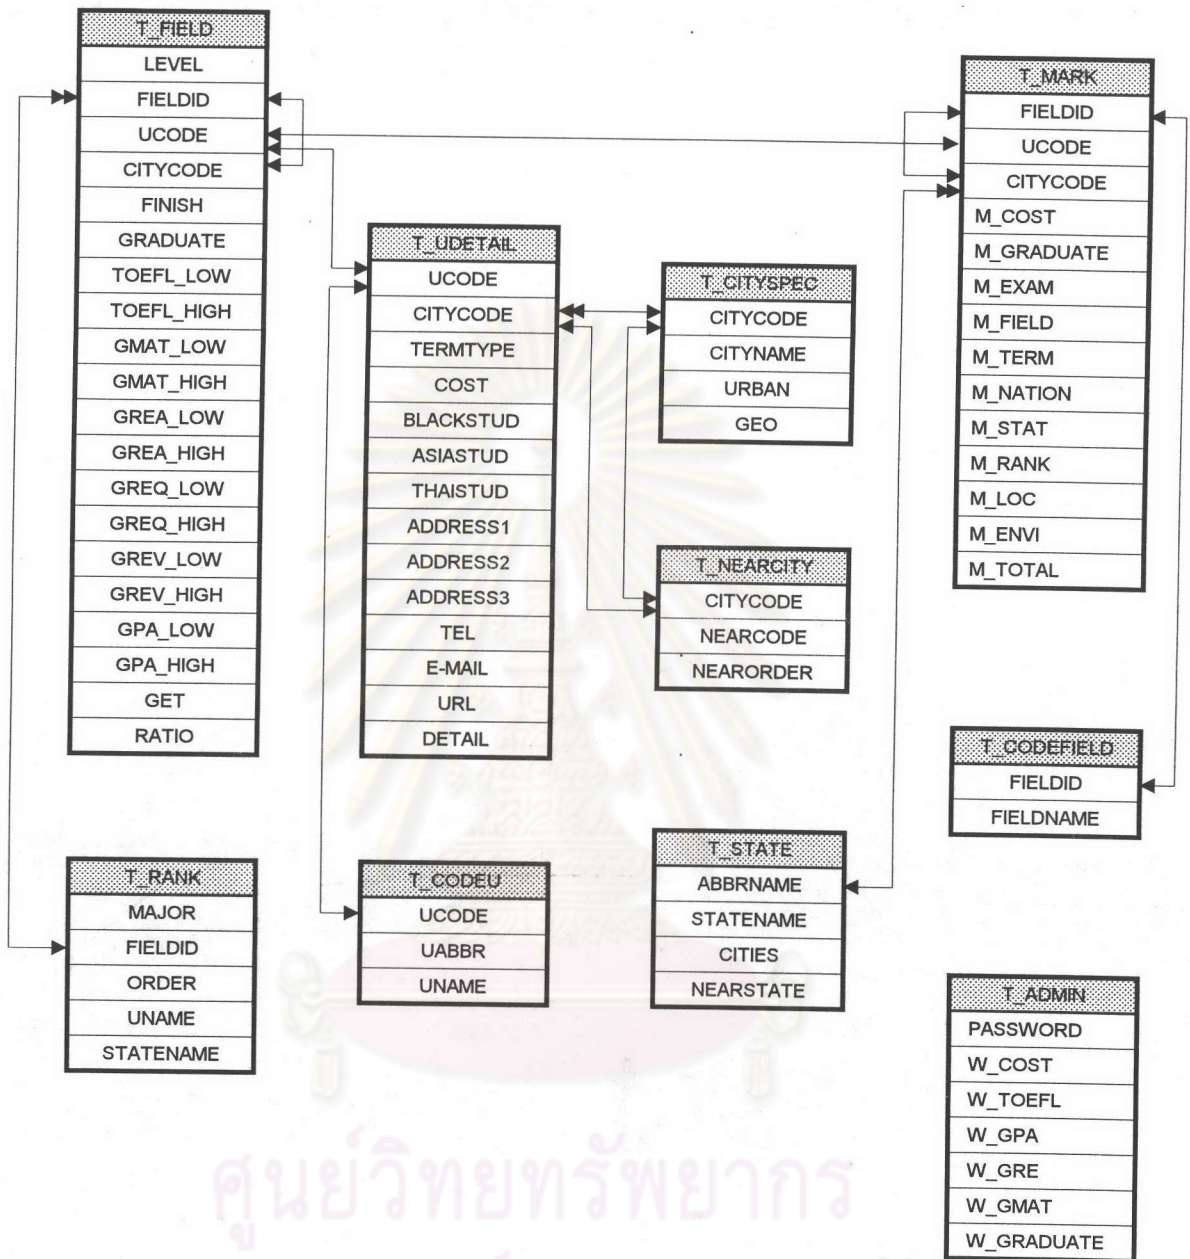 T_FIELD
LEVEL
FIELDID
UCODE
CITYCODE
FINISH
GRADUATE
TOEFL_LOW
TOEFL_HIGH
GMAT_LOW
GMAT_HIGH
GREA_LOW
GREA_HIGH
GREQ_LOW
GREQ_HIGH
GREV_LOW
GREV_HIGH
GPA_LOW
GPA_HIGH
GET
RATIO
T_RANK
MAJOR
FIELDID
ORDER
UNAME
STATENAME
T_UDETAIL
UCODE
CITYCODE
TERMTYPE
COST
BLACKSTUD
ASIASTUD
THAISTUD
ADDRESS1
ADDRESS2
ADDRESS3
TEL
E-MAIL
URL
DETAIL
T_CODEU
UCODE
UABBR
UNAME
T_CITYSPEC
CITYCODE
CITYNAME
URBAN
GEO
T_NEARCITY
CITYCODE
NEARCODE
NEARORDER
T_STATE
ABBRNAME
STATENAME
CITIES
NEARSTATE
T_MARK
FIELDID
UCODE
CITYCODE
M_COST
M_GRADUATE
M_EXAM
M_FIELD
M_TERM
M_NATION
M_STAT
M_RANK
M_LOC
M_ENVI
M_TOTAL
T_CODEFIELD
FIELDID
FIELDNAME
T_ADMIN
PASSWORD
W_COST
W_TOEFL
W_GPA
W_GRE
W_GMAT
W_GRADUATE
ศูนย์วิทยทรัพยากร